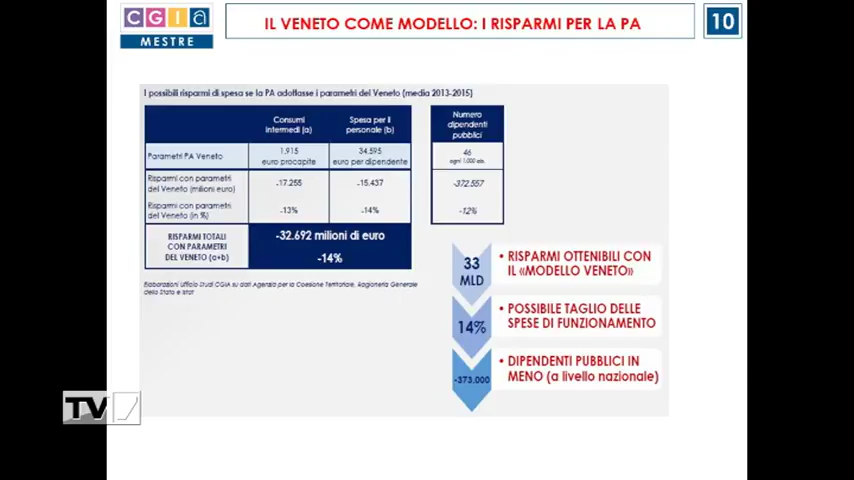 CGIA
MESTRE
IL VENETO COME MODELLO: I RISPARMI PER LA PA
10
I possibili risparmi di spesa se la PA adottasse i parametri del Veneto (media 2013-2015)
Consumi
intermedi (a)
Spesa per il
personale (b)
Numero
dipendenti
pubblici
Parametri PA Veneto
1.915
euro procapite
34.595
euro per dipendente
46
ogni 1.000 ab.
Risparmi con parametri
del Veneto (milioni euro)
-17.255
-15.437
-372.557
Risparmi con parametri
del Veneto (in %)
-13%
-14%
-12%
RISPARMI TOTALI
CON PARAMETRI
DEL VENETO (a+b)
-32.692 milioni di euro
-14%
Elaborazioni Ufficio Studi CGIA su dati Agenzia per la Coesione Territoriale, Ragioneria Generale
dello Stato e Istat
33
MLD
• RISPARMI OTTENIBILI CON
IL «MODELLO VENETO»
14%
• POSSIBILE TAGLIO DELLE
SPESE DI FUNZIONAMENTO
-373.000
• DIPENDENTI PUBBLICI IN
MENO (a livello nazionale)
TV7